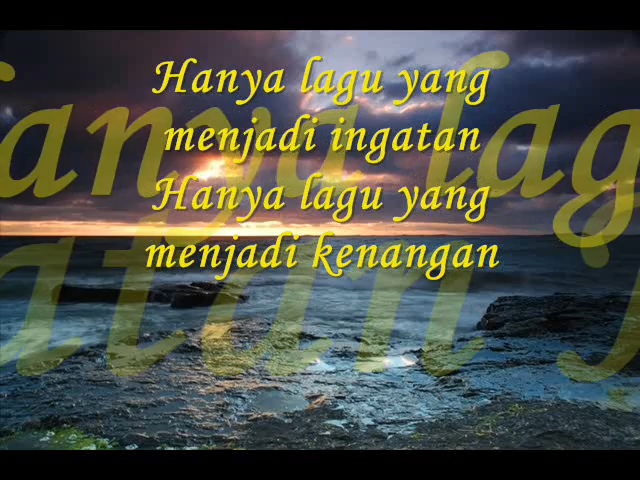 Hanya lagu yang
menjadi ingatan
Hanya lagu yang
menjadi kenangan